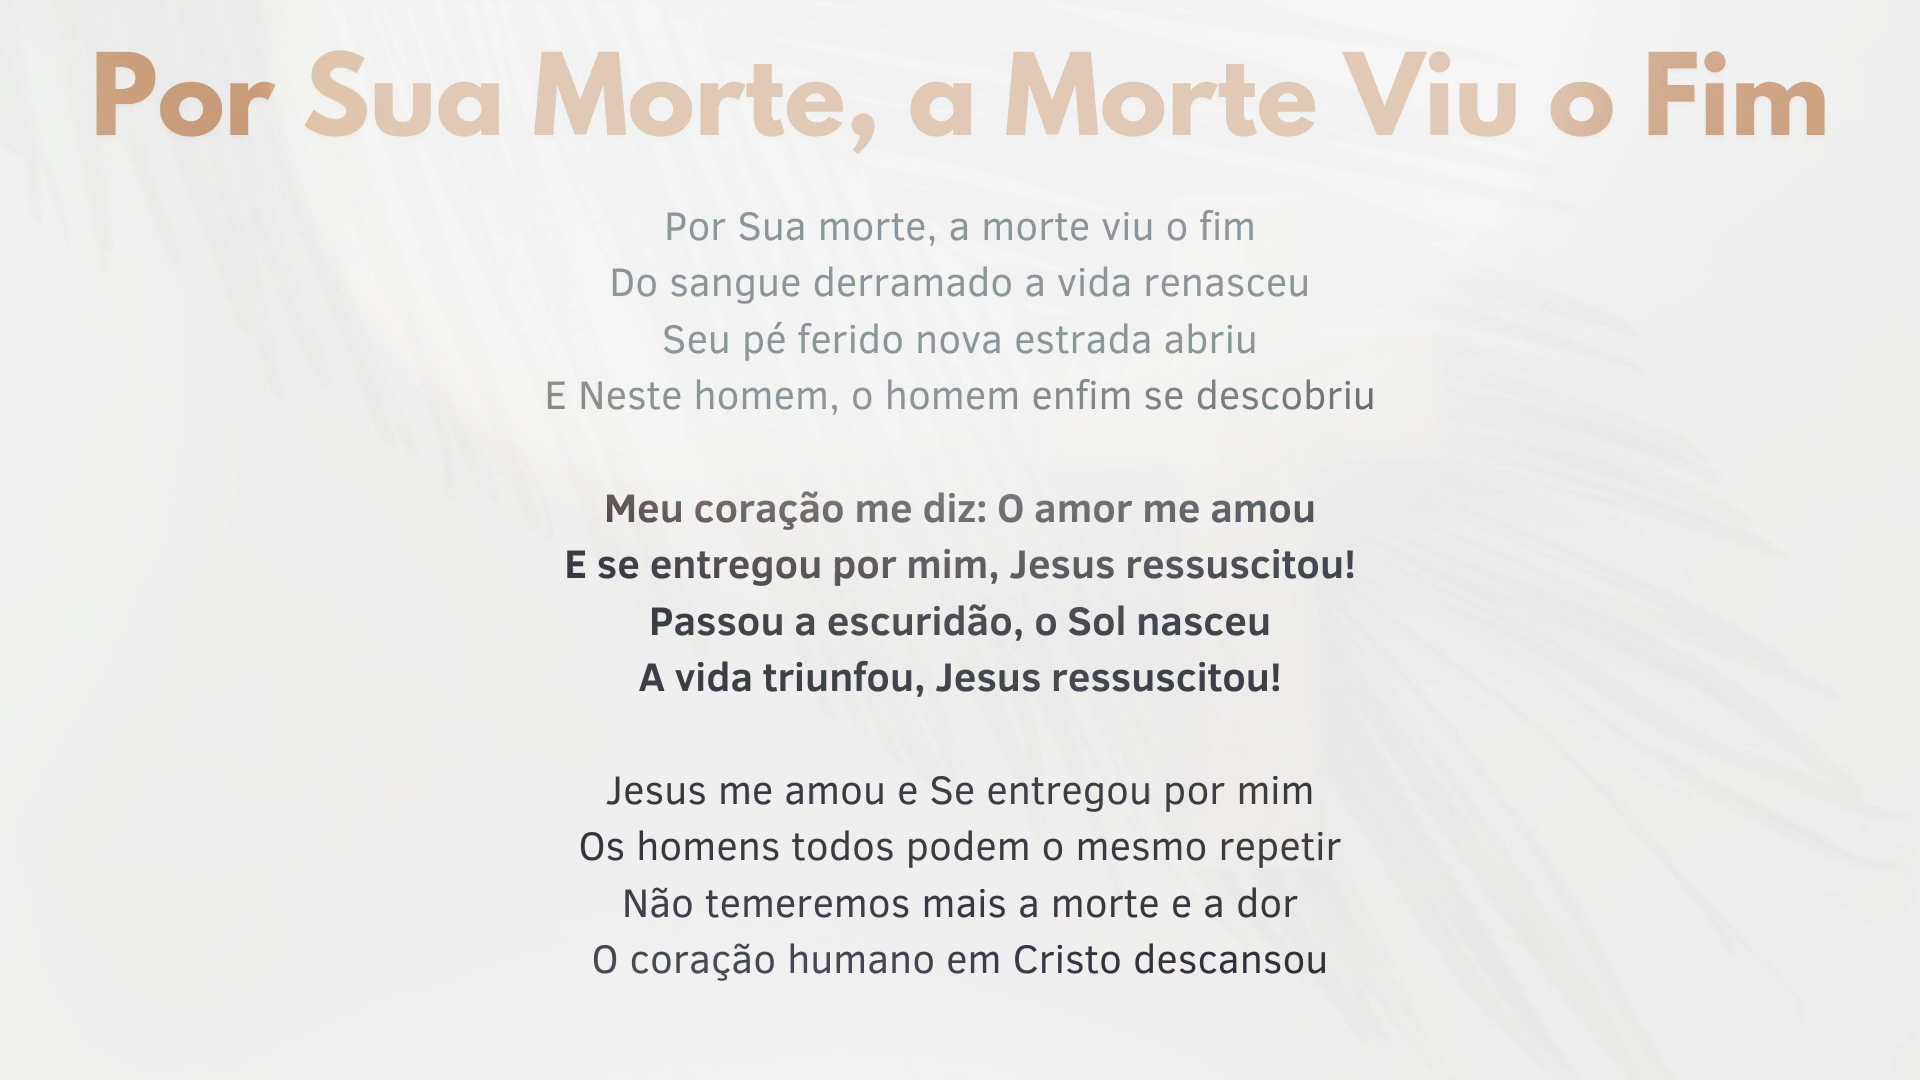 Por Sua Morte, a Morte Viu o Fim
Por Sua morte, a morte viu o fim
Do sangue derramado a vida renasceu
Seu pé ferido nova estrada abriu
E Neste homem, o homem enfim se descobriu
Meu coração me diz: O amor me amou
E se entregou por mim, Jesus ressuscitou!
Passou a escuridão, o Sol nasceu
A vida triunfou, Jesus ressuscitou!
Jesus me amou e Se entregou por mim
Os homens todos podem o mesmo repetir
Não temeremos mais a morte e a dor
O coração humano em Cristo descansou